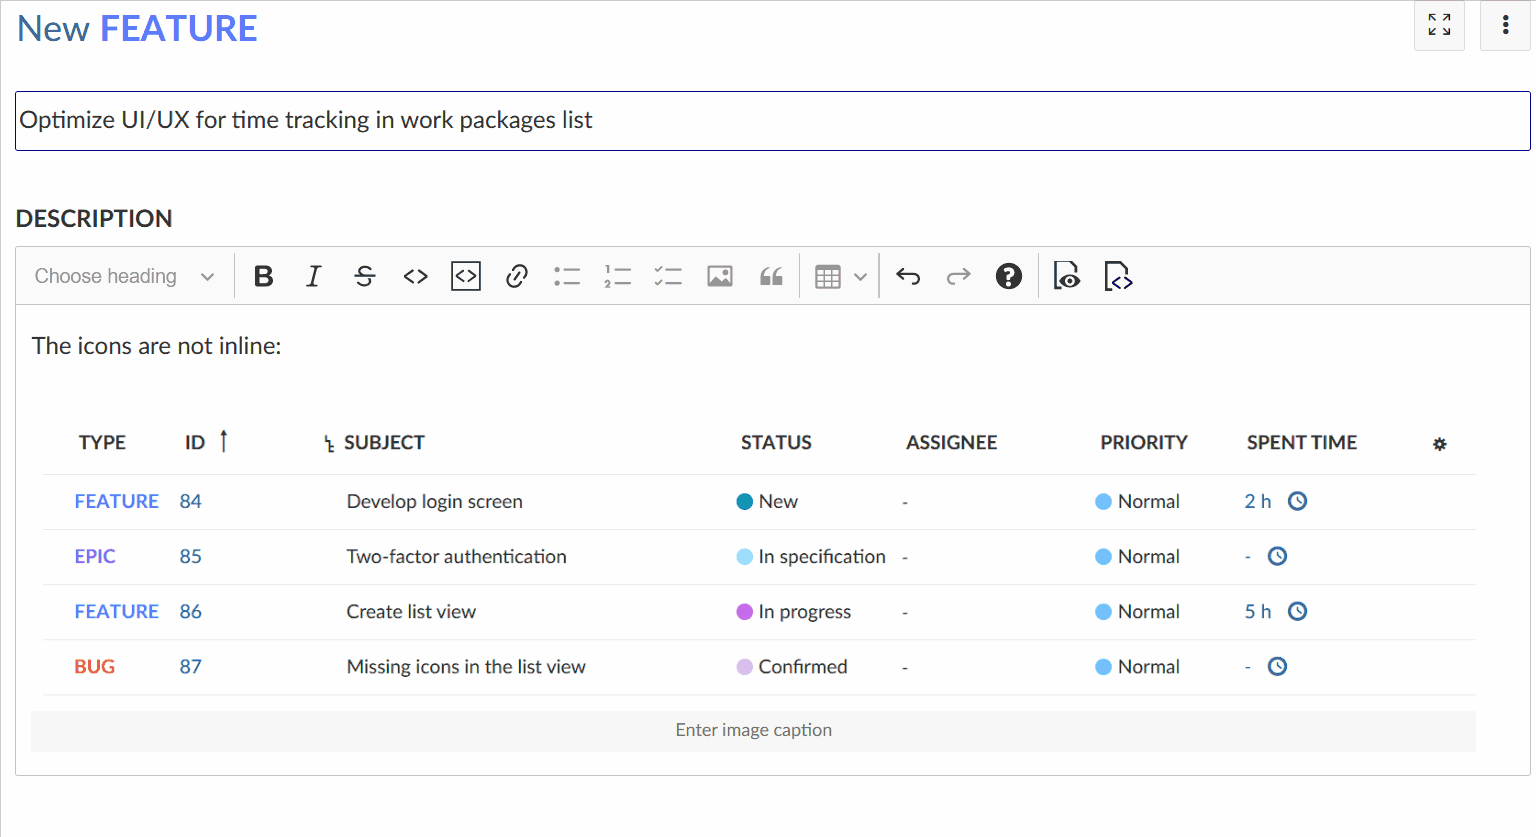 New FEATURE
Optimize UI/UX for time tracking in work packages list
DESCRIPTION
Choose heading
The icons are not inline:
TYPE ID SUBJECT STATUS ASSIGNEE PRIORITY SPENT TIME
FEATURE 84 Develop login screen New - Normal 2 h
EPIC 85 Two-factor authentication In specification - Normal -
FEATURE 86 Create list view In progress - Normal 5 h
BUG 87 Missing icons in the list view Confirmed - Normal -
Enter image caption